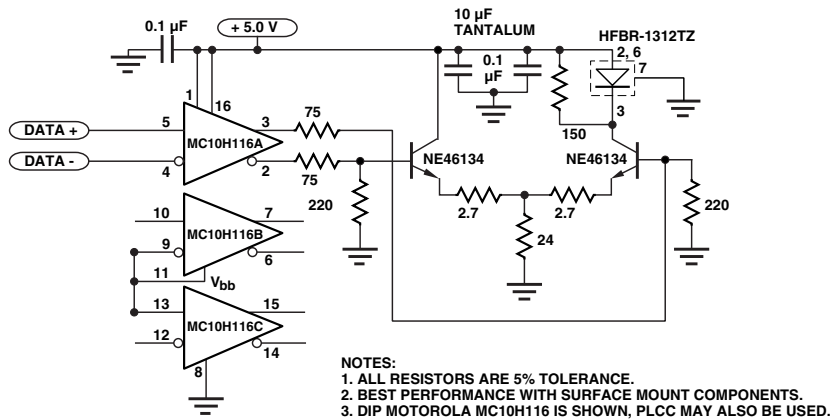 10 µF
TANTALUM
0.1 µF
+ 5.0 V
HFBR-1312TZ
2, 6
7
0.1
µF
1
16
3
5
3
75
150
DATA +
MC10H116A
DATA -
4
2
75
NE46134
NE46134
220
2.7
2.7
220
10
7
24
MC10H116B
9
6
11
Vbb
13
15
MC10H116C
12
14
8
NOTES:
1. ALL RESISTORS ARE 5% TOLERANCE.
2. BEST PERFORMANCE WITH SURFACE MOUNT COMPONENTS.
3. DIP MOTOROLA MC10H116 IS SHOWN, PLCC MAY ALSO BE USED.